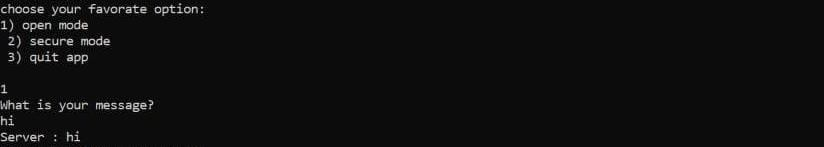 choose your favorate option:
1) open mode
2) secure mode
3) quit app
1
What is your message?
hi
Server : hi